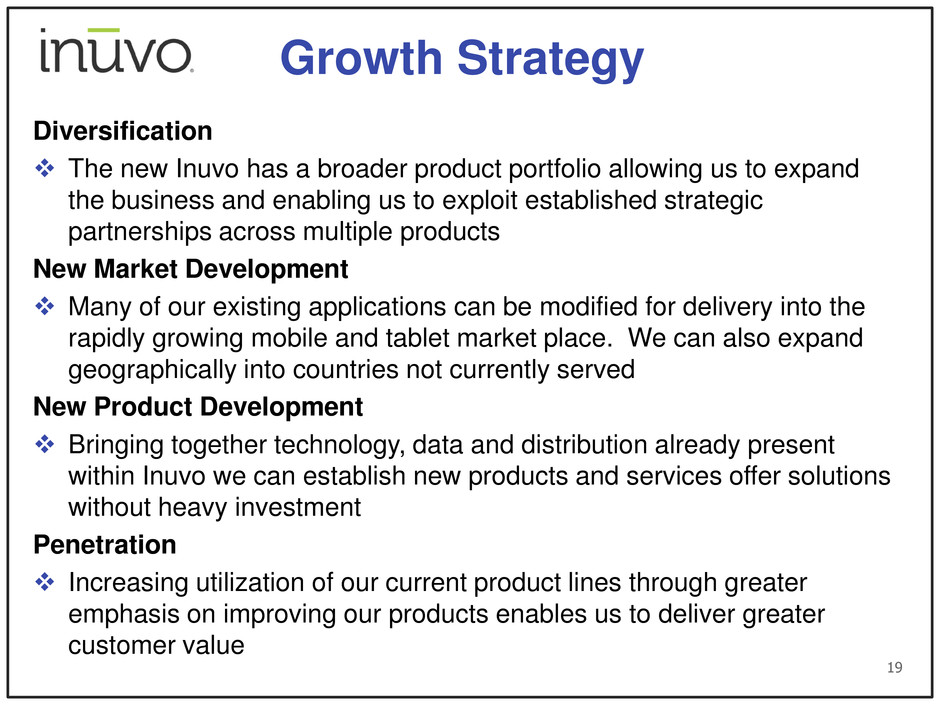 inūvo.
Growth Strategy
Diversification
❖ The new Inuvo has a broader product portfolio allowing us to expand
the business and enabling us to exploit established strategic
partnerships across multiple products
New Market Development
❖ Many of our existing applications can be modified for delivery into the
rapidly growing mobile and tablet market place.  We can also expand
geographically into countries not currently served
New Product Development
❖ Bringing together technology, data and distribution already present
within Inuvo we can establish new products and services offer solutions
without heavy investment
Penetration
❖ Increasing utilization of our current product lines through greater
emphasis on improving our products enables us to deliver greater
customer value
19